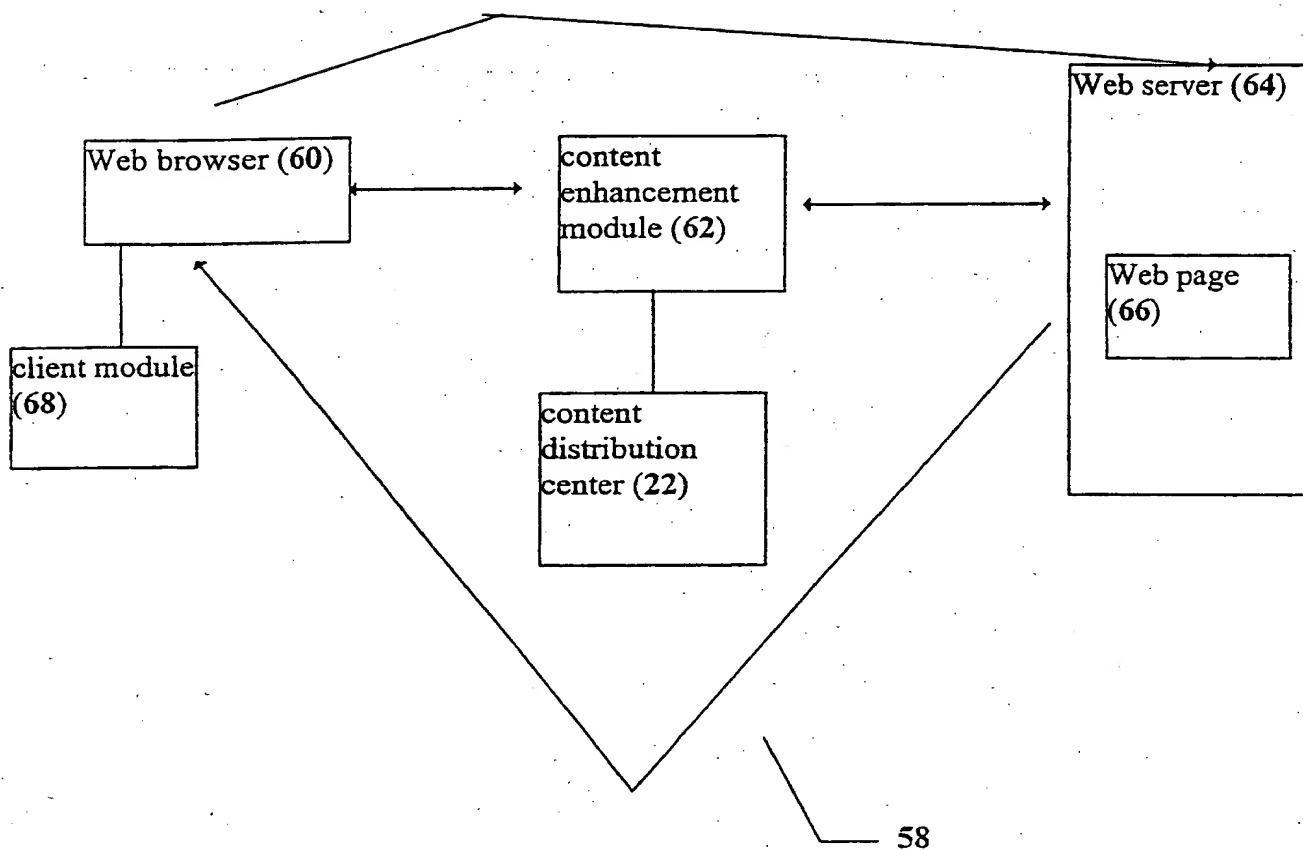 Web server (64)
Web browser (60)
content
enhancement
module (62)
Web page
(66)
client module
(68)
content
distribution
center (22)
58